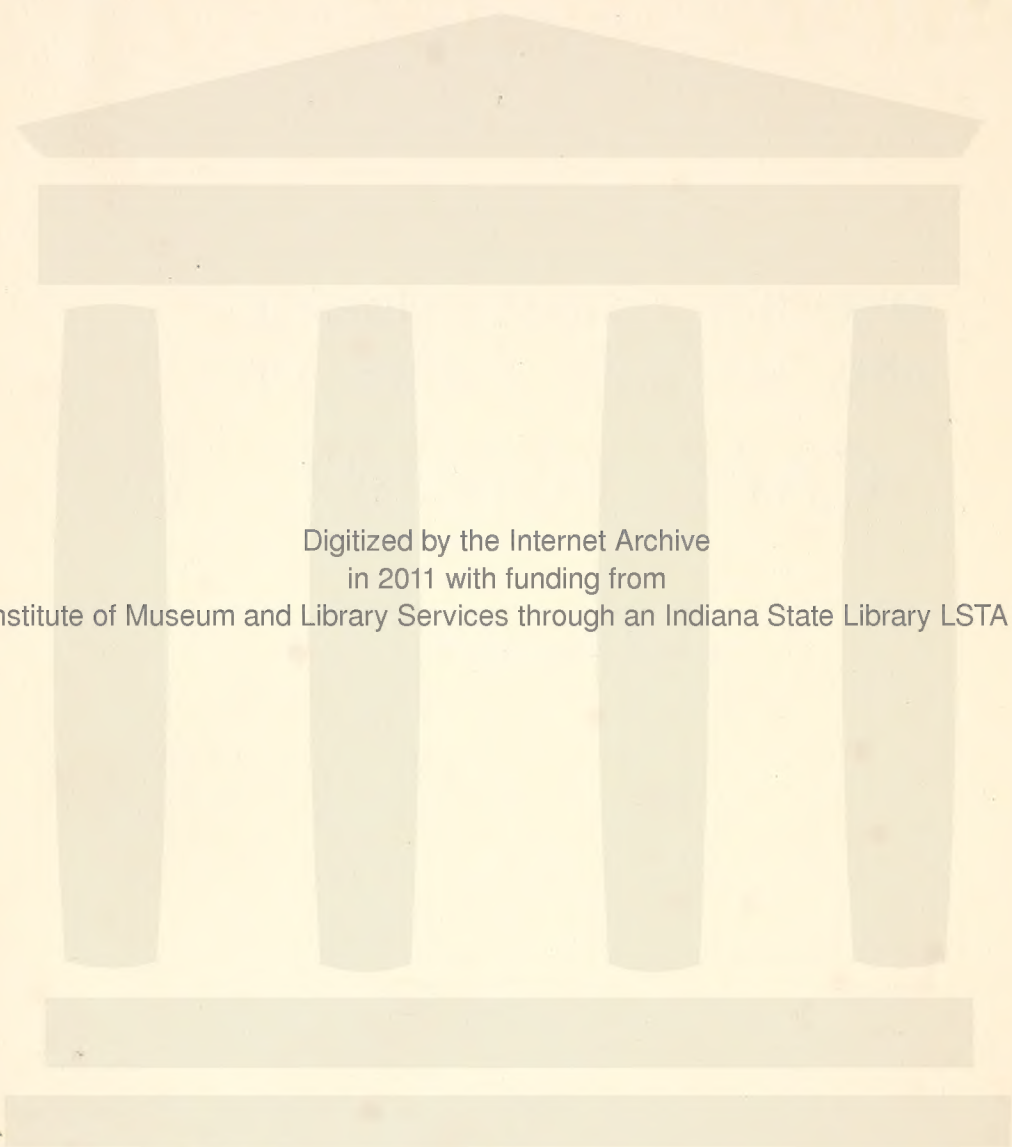 Digitized by the Internet Archive
in 2011 with funding from
nstitute of Museum and Library Services through an Indiana State Library LSTA